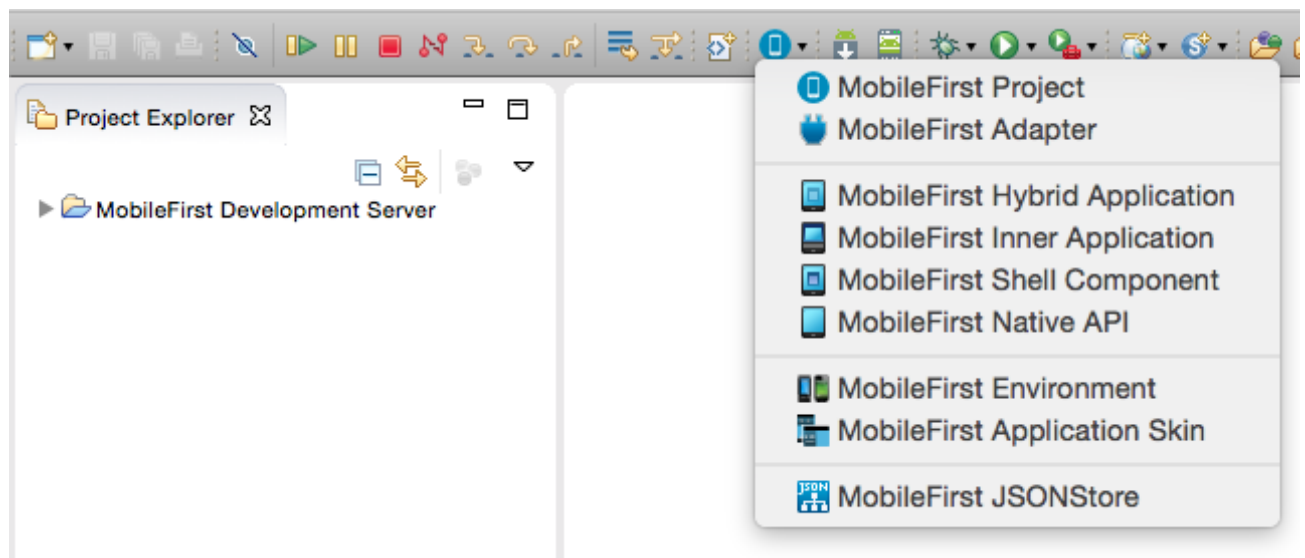 Project Explorer
MobileFirst Development Server
MobileFirst Project
MobileFirst Adapter
MobileFirst Hybrid Application
MobileFirst Inner Application
MobileFirst Shell Component
MobileFirst Native API
MobileFirst Environment
MobileFirst Application Skin
JSON
MobileFirst JSONStore